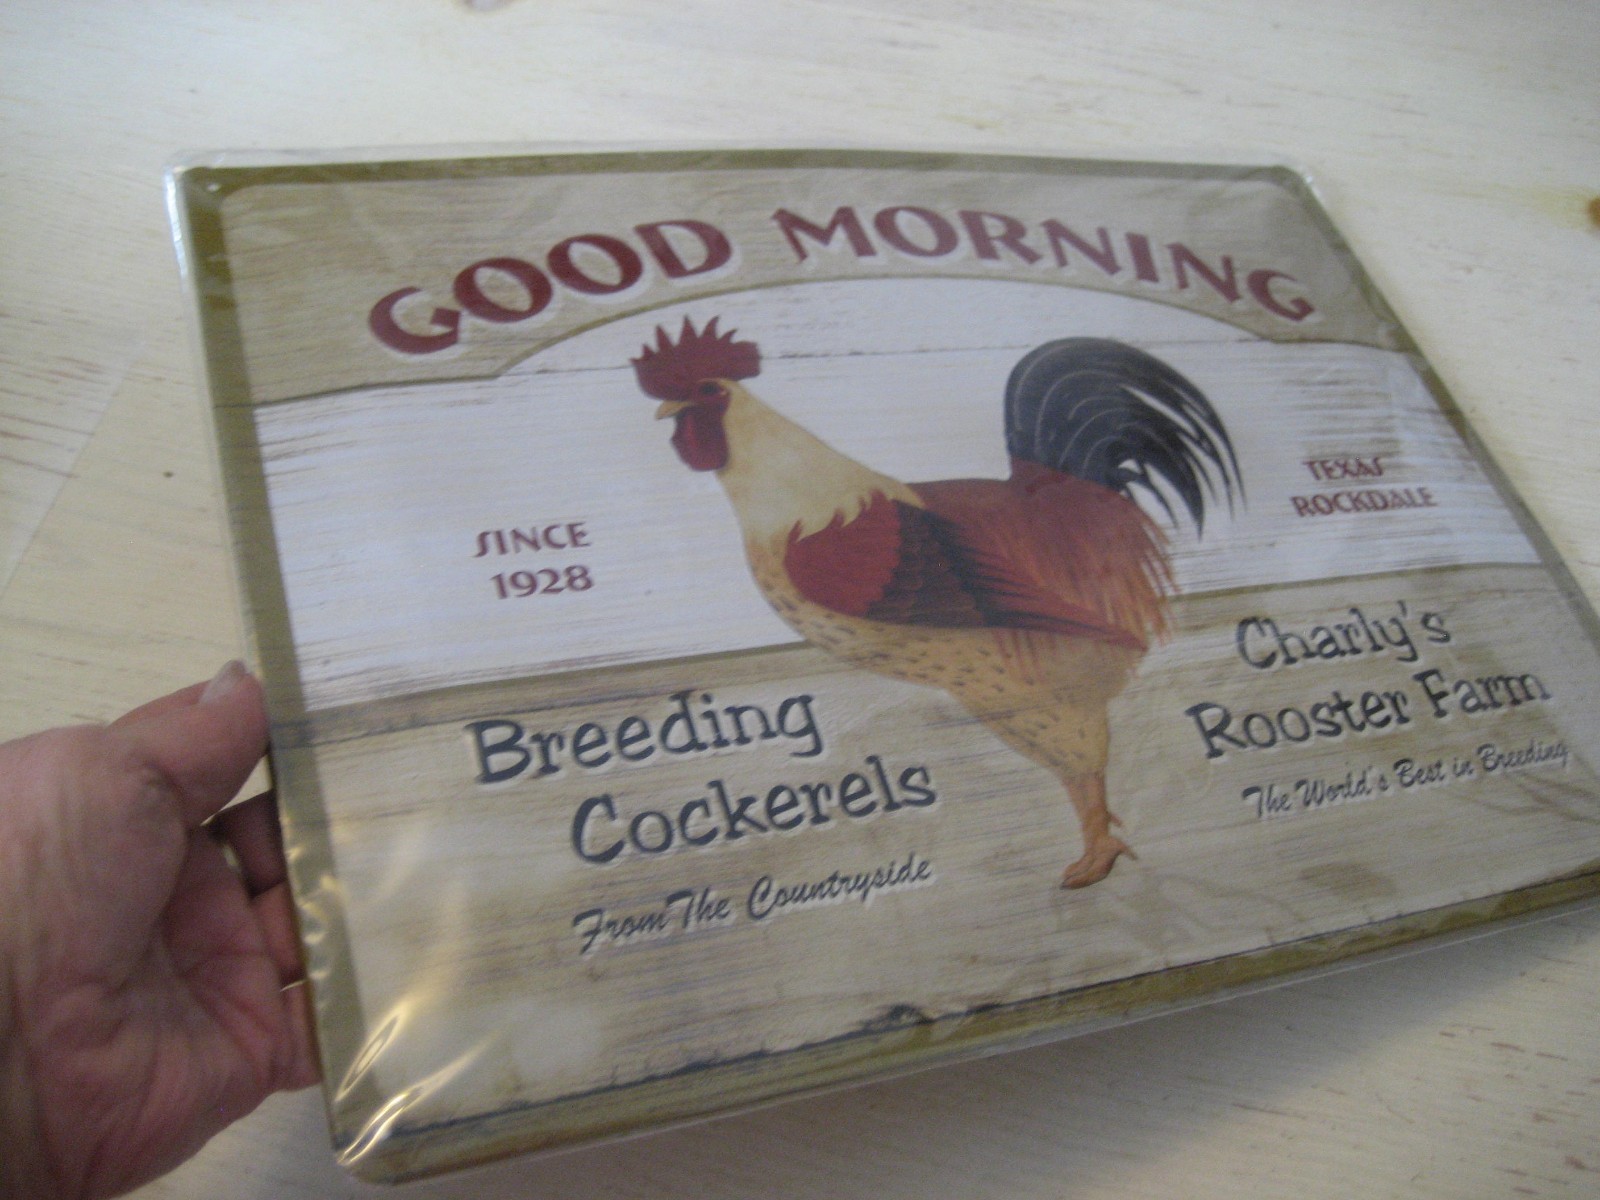 GOOD MORNING
SINCE
1928
TEXAS
ROCKDALE
Breeding
Cockerels
From The Countryside
Charly's
Rooster Farm
The World's Best in Breeding